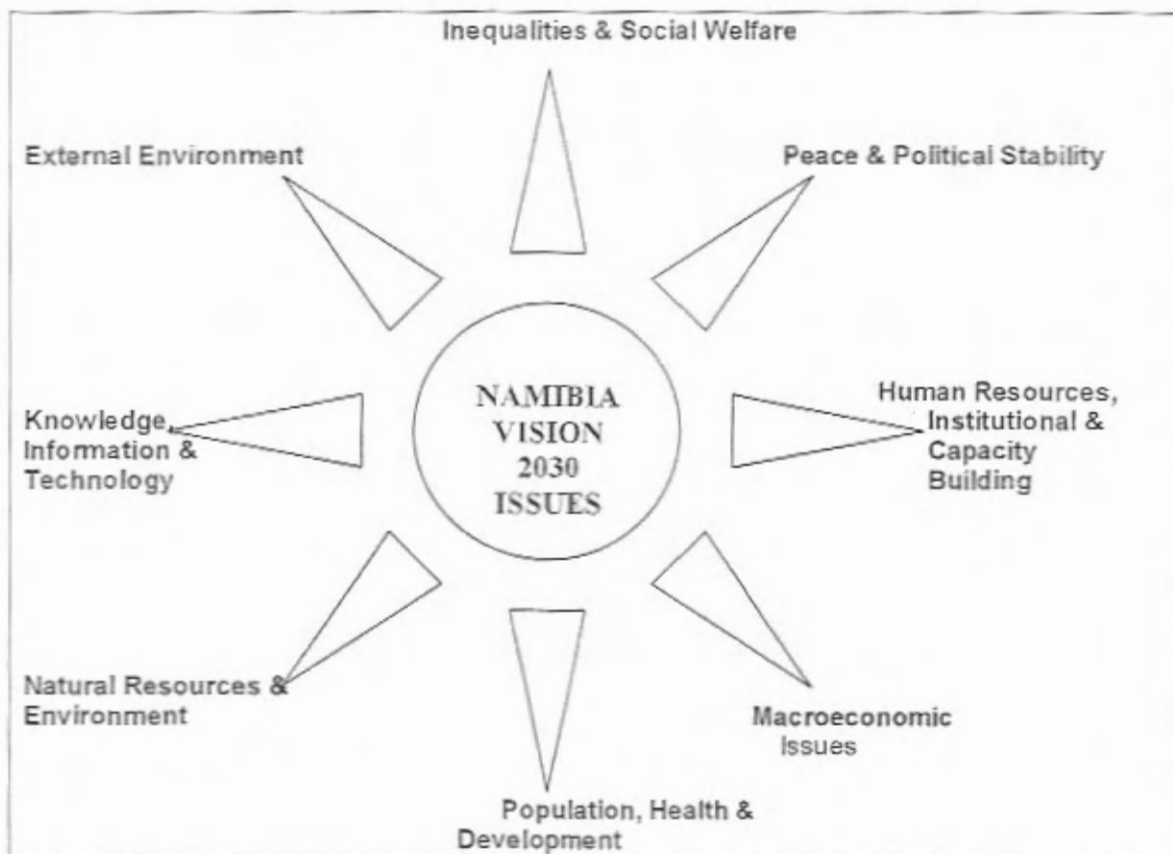 Inequalities & Social Welfare
External Environment
Peace & Political Stability
NAMIBIA
VISION
2030
ISSUES
Knowledge,
Information &
Technology
Human Resources,
Institutional &
Capacity
Building
Natural Resources &
Environment
Macroeconomic
Issues
Population, Health &
Development